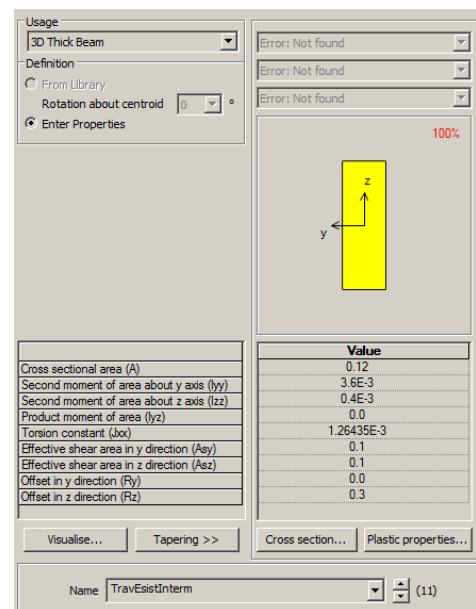 Usage
3D Thick Beam
Definition
From Library
Rotation about centroid 0 °
Enter Properties
Error: Not found
Error: Not found
Error: Not found
100%
z
y
Value
Cross sectional area (A) 0.12
Second moment of area about y axis (Iyy) 3.6E-3
Second moment of area about z axis (Izz) 0.4E-3
Product moment of area (Iyz) 0.0
Torsion constant (Jxx) 1.26435E-3
Effective shear area in y direction (Asy) 0.1
Effective shear area in z direction (Asz) 0.1
Offset in y direction (Ry) 0.0
Offset in z direction (Rz) 0.3
Visualise... Tapering >> Cross section... Plastic properties...
Name TravEsistInterm (11)